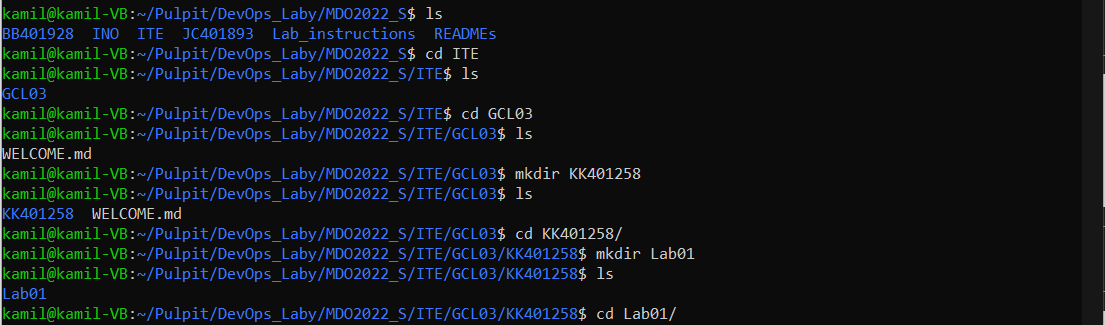 kamil@kamil-VB:~/Pulpit/DevOps_Laby/MDO2022_S$ ls
BB401928  INO  ITE  JC401893  Lab_instructions  READMEs
kamil@kamil-VB:~/Pulpit/DevOps_Laby/MDO2022_S$ cd ITE
kamil@kamil-VB:~/Pulpit/DevOps_Laby/MDO2022_S/ITE$ ls
GCL03
kamil@kamil-VB:~/Pulpit/DevOps_Laby/MDO2022_S/ITE$ cd GCL03
kamil@kamil-VB:~/Pulpit/DevOps_Laby/MDO2022_S/ITE/GCL03$ ls
WELCOME.md
kamil@kamil-VB:~/Pulpit/DevOps_Laby/MDO2022_S/ITE/GCL03$ mkdir KK401258
kamil@kamil-VB:~/Pulpit/DevOps_Laby/MDO2022_S/ITE/GCL03$ ls
KK401258  WELCOME.md
kamil@kamil-VB:~/Pulpit/DevOps_Laby/MDO2022_S/ITE/GCL03$ cd KK401258/
kamil@kamil-VB:~/Pulpit/DevOps_Laby/MDO2022_S/ITE/GCL03/KK401258$ mkdir Lab01
kamil@kamil-VB:~/Pulpit/DevOps_Laby/MDO2022_S/ITE/GCL03/KK401258$ ls
Lab01
kamil@kamil-VB:~/Pulpit/DevOps_Laby/MDO2022_S/ITE/GCL03/KK401258$ cd Lab01/